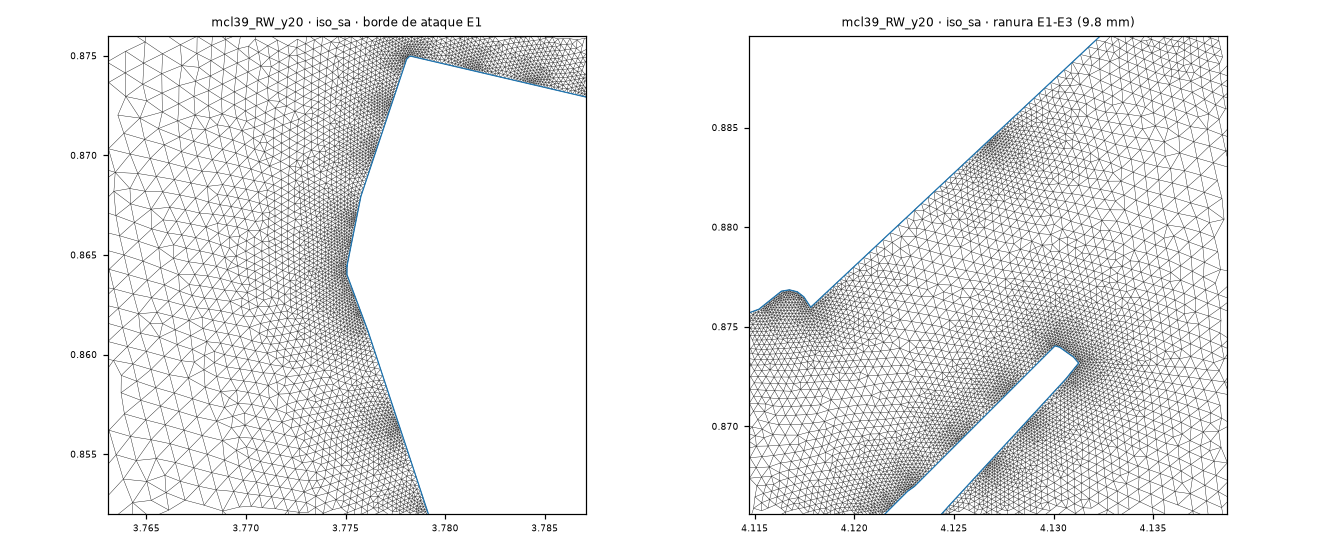 mcl39_RW_y20 · iso_sa · borde de ataque E1
0.875
0.870
0.865
0.860
0.855
3.765 3.770 3.775 3.780 3.785
mcl39_RW_y20 · iso_sa · ranura E1-E3 (9.8 mm)
0.885
0.880
0.875
0.870
4.115 4.120 4.125 4.130 4.135